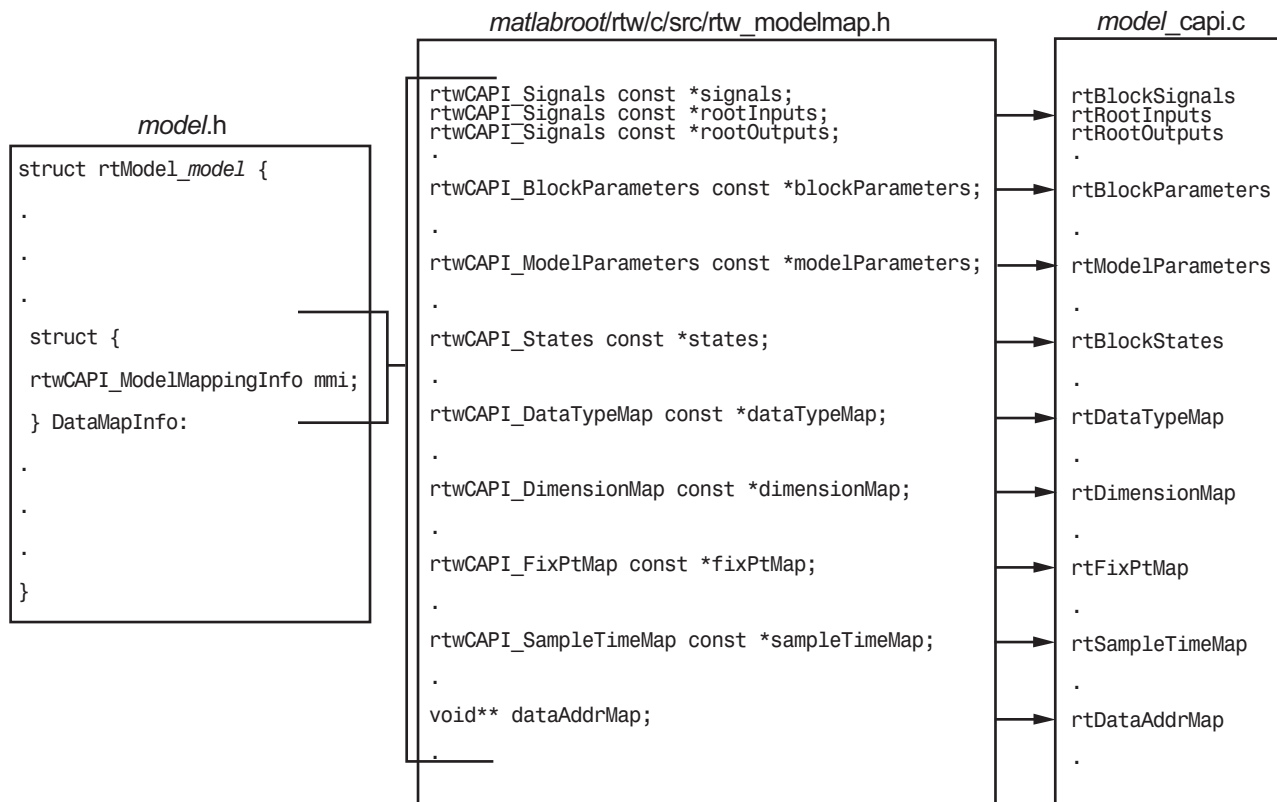 model.h
struct rtModel_model {
.
.
.
struct {
rtwCAPI_ModelMappingInfo mmi;
} DataMapInfo:
.
.
.
}
matlabroot/rtw/c/src/rtw_modelmap.h
rtwCAPI_Signals const *signals;
rtwCAPI_Signals const *rootInputs;
rtwCAPI_Signals const *rootOutputs;
.
rtwCAPI_BlockParameters const *blockParameters;
.
rtwCAPI_ModelParameters const *modelParameters;
.
rtwCAPI_States const *states;
.
rtwCAPI_DataTypeMap const *dataTypeMap;
.
rtwCAPI_DimensionMap const *dimensionMap;
.
rtwCAPI_FixPtMap const *fixPtMap;
.
rtwCAPI_SampleTimeMap const *sampleTimeMap;
.
void** dataAddrMap;
.
model_capi.c
rtBlockSignals
rtRootInputs
rtRootOutputs
.
rtBlockParameters
.
rtModelParameters
.
rtBlockStates
.
rtDataTypeMap
.
rtDimensionMap
.
rtFixPtMap
.
rtSampleTimeMap
.
rtDataAddrMap
.